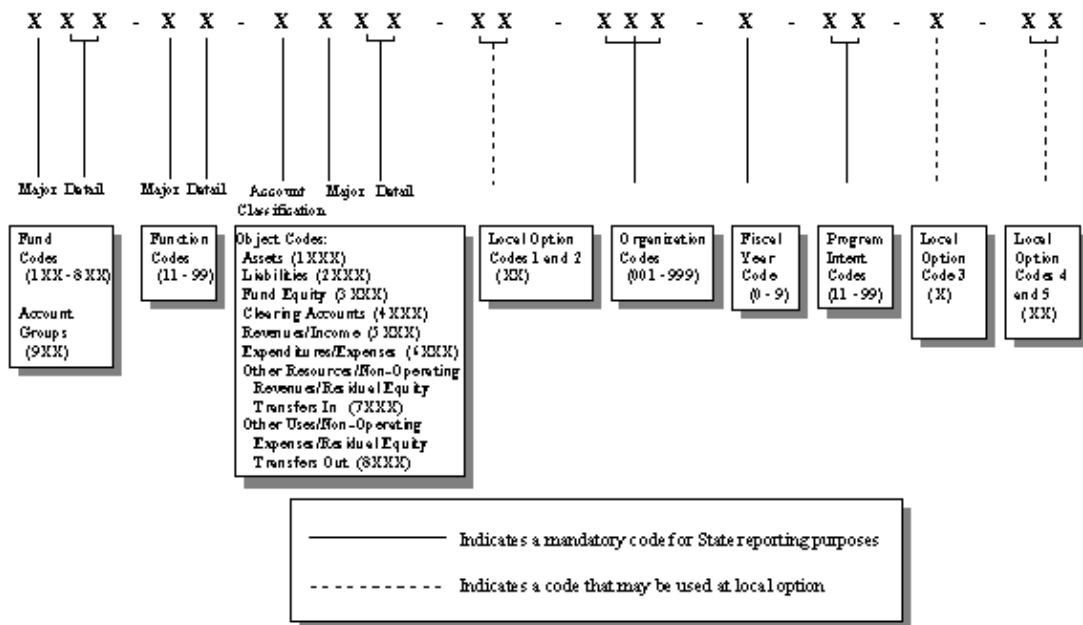 X X X - X X - X X X X - X X - X X X - X - X X - X - X X
Major Detail
Major Detail
Account Major Detail
Classification
Fund
Codes
(1XX-8XX)
Account
Groups
(9XX)
Function
Codes
(11 - 99)
Object Codes:
Assets (1XXX)
Liabilities (2XXX)
Fund Equity (3XXX)
Clearing Accounts (4XXX)
Revenues/Income (5XXX)
Expenditures/Expenses (6XXX)
Other Resources/Non-Operating
Revenues/Residual Equity
Transfers In (7XXX)
Other Uses/Non-Operating
Expenses/Residual Equity
Transfers Out (8XXX)
Local Option
Codes 1 and 2
(XX)
Organization
Codes
(001 -999)
Fiscal
Year
Code
(0 - 9)
Program
Intent
Codes
(11 - 99)
Local
Option
Code 3
(X)
Local
Option
Codes 4
and 5
(XX)
Indicates a mandatory code for State reporting purposes
Indicates a code that may be used at local option